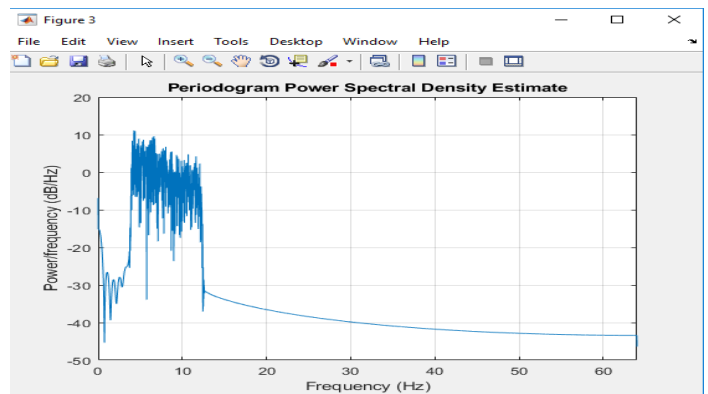 Figure 3
File Edit View Insert Tools Desktop Window Help
Periodogram Power Spectral Density Estimate
Power/frequency (dB/Hz)
20
10
0
-10
-20
-30
-40
-50
0 10 20 30 40 50 60
Frequency (Hz)